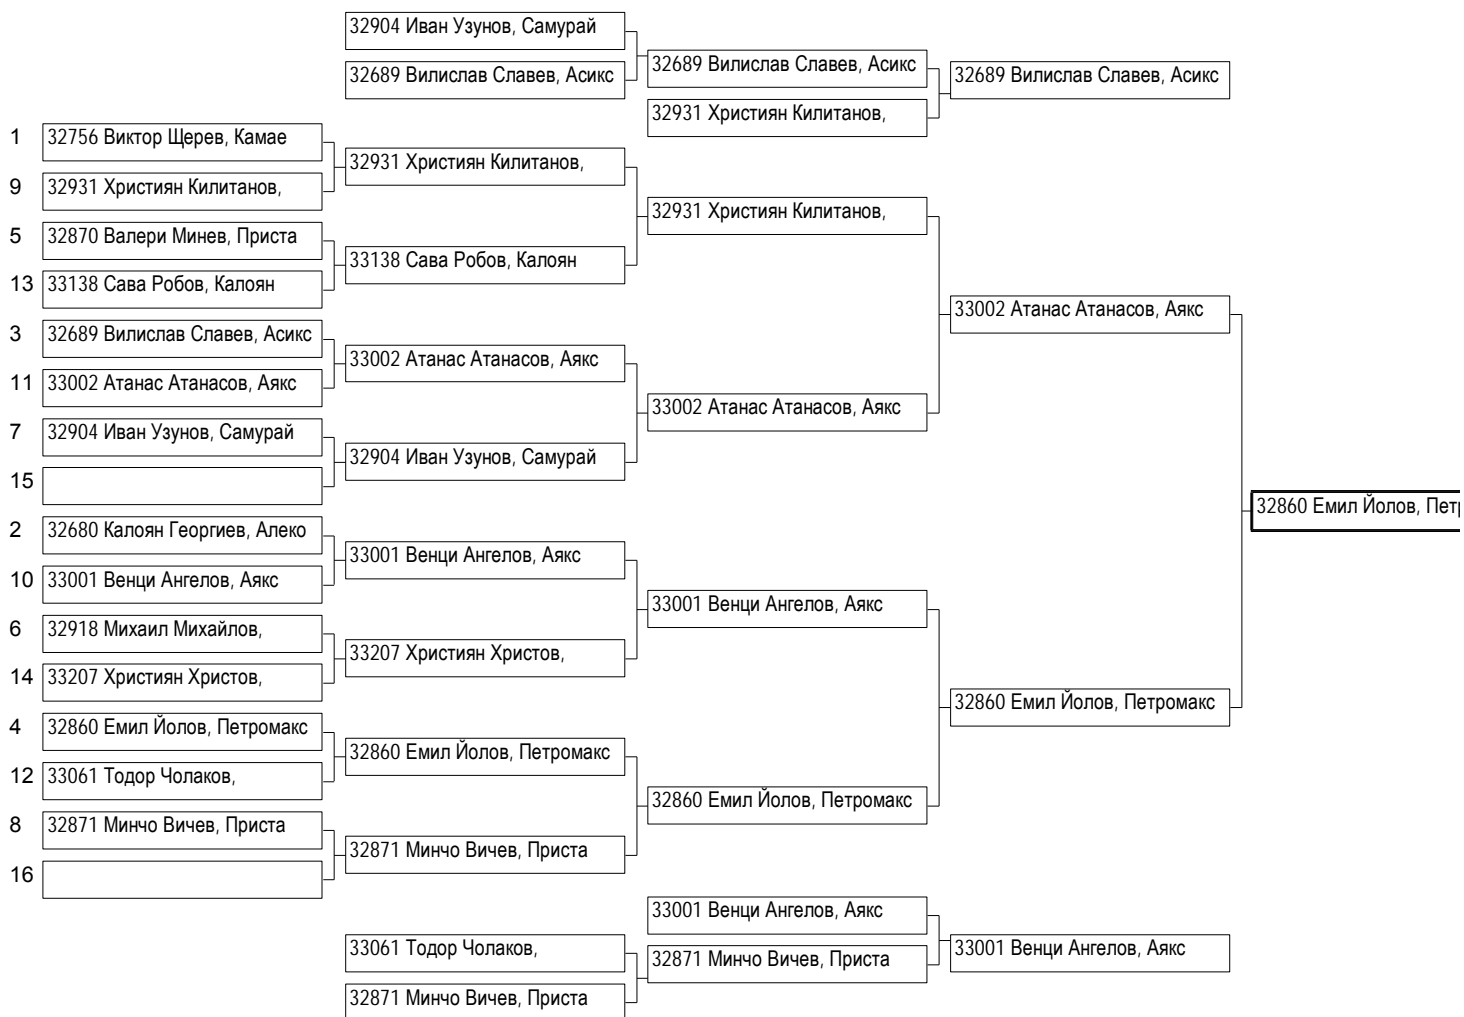 32904 Иван Узунов, Самурай
32689 Вилислав Славев, Асикс
32689 Вилислав Славев, Асикс
32689 Вилислав Славев, Асикс
32931 Християн Килитанов,
1 32756 Виктор Щерев, Камае
32931 Християн Килитанов,
9 32931 Християн Килитанов,
32931 Християн Килитанов,
5 32870 Валери Минев, Приста
33138 Сава Робов, Калоян
13 33138 Сава Робов, Калоян
33002 Атанас Атанасов, Аякс
3 32689 Вилислав Славев, Асикс
33002 Атанас Атанасов, Аякс
11 33002 Атанас Атанасов, Аякс
33002 Атанас Атанасов, Аякс
7 32904 Иван Узунов, Самурай
32904 Иван Узунов, Самурай
15
32860 Емил Йолов, Пет
2 32680 Калоян Георгиев, Алеко
33001 Венци Ангелов, Аякс
10 33001 Венци Ангелов, Аякс
33001 Венци Ангелов, Аякс
6 32918 Михаил Михайлов,
33207 Християн Христов,
14 33207 Християн Христов,
32860 Емил Йолов, Петромакс
4 32860 Емил Йолов, Петромакс
32860 Емил Йолов, Петромакс
12 33061 Тодор Чолаков,
32860 Емил Йолов, Петромакс
8 32871 Минчо Вичев, Приста
32871 Минчо Вичев, Приста
16
33001 Венци Ангелов, Аякс
33061 Тодор Чолаков,
33001 Венци Ангелов, Аякс
32871 Минчо Вичев, Приста
32871 Минчо Вичев, Приста